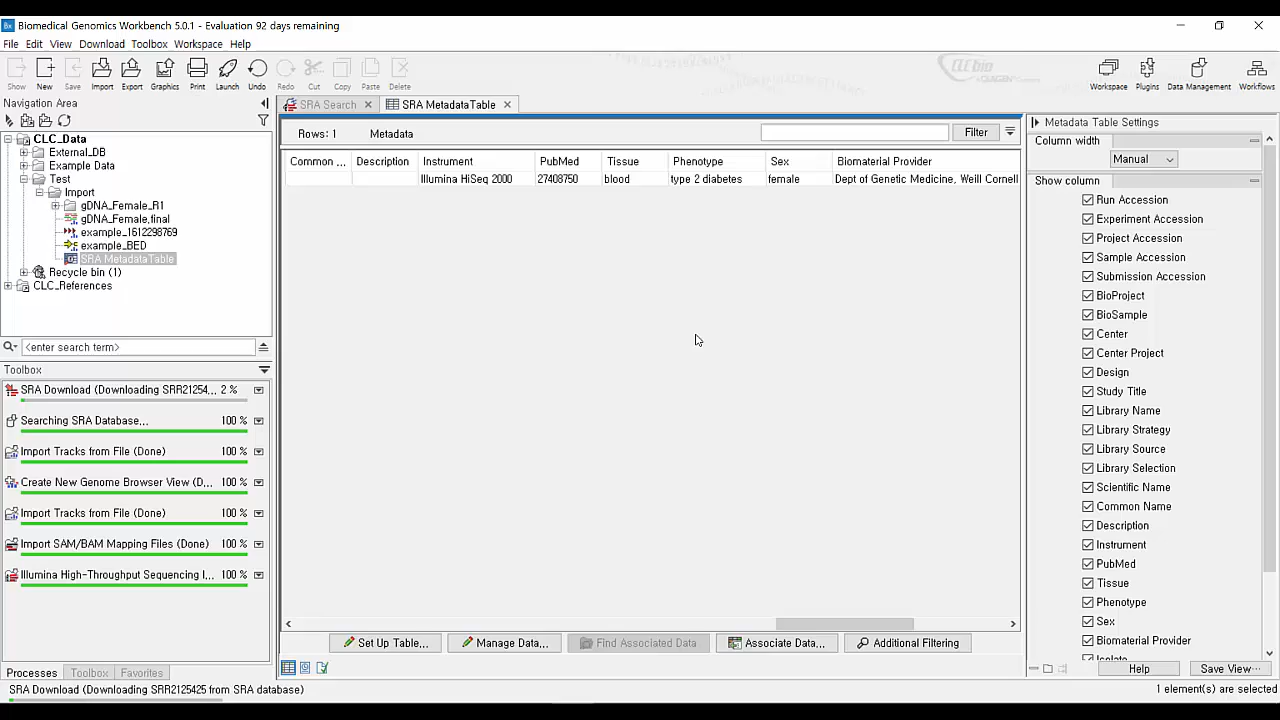 Biomedical Genomics Workbench 5.0.1 - Evaluation 92 days remaining
File Edit View Download Toolbox Workspace Help
Show New Save Import Export Graphics Print Launch Undo Redo Cut Copy Paste Delete
CLC bio
Workspace Plugins Data Management Workflows
Navigation Area
CLC_Data
External_DB
Example Data
Test
Import
gDNA_Female_R1
gDNA_Female,final
example_1612298769
example_BED
SRA MetadataTable
Recycle bin (1)
CLC_References
<enter search term>
Toolbox
SRA Download (Downloading SRR21254... 2 %
Searching SRA Database... 100 %
Import Tracks from File (Done) 100 %
Create New Genome Browser View (D... 100 %
Import Tracks from File (Done) 100 %
Import SAM/BAM Mapping Files (Done) 100 %
Illumina High-Throughput Sequencing I... 100 %
Processes Toolbox Favorites
SRA Download (Downloading SRR2125425 from SRA database)
SRA Search
SRA MetadataTable
Rows: 1 Metadata
Filter
Common ... Description Instrument PubMed Tissue Phenotype Sex Biomaterial Provider
Illumina HiSeq 2000 27408750 blood type 2 diabetes female Dept of Genetic Medicine, Weill Cornell
Set Up Table... Manage Data... Find Associated Data Associate Data... Additional Filtering
Metadata Table Settings
Column width
Manual
Show column
Run Accession
Experiment Accession
Project Accession
Sample Accession
Submission Accession
BioProject
BioSample
Center
Center Project
Design
Study Title
Library Name
Library Strategy
Library Source
Library Selection
Scientific Name
Common Name
Description
Instrument
PubMed
Tissue
Phenotype
Sex
Biomaterial Provider
Isolate
Help Save View...
1 element(s) are selected